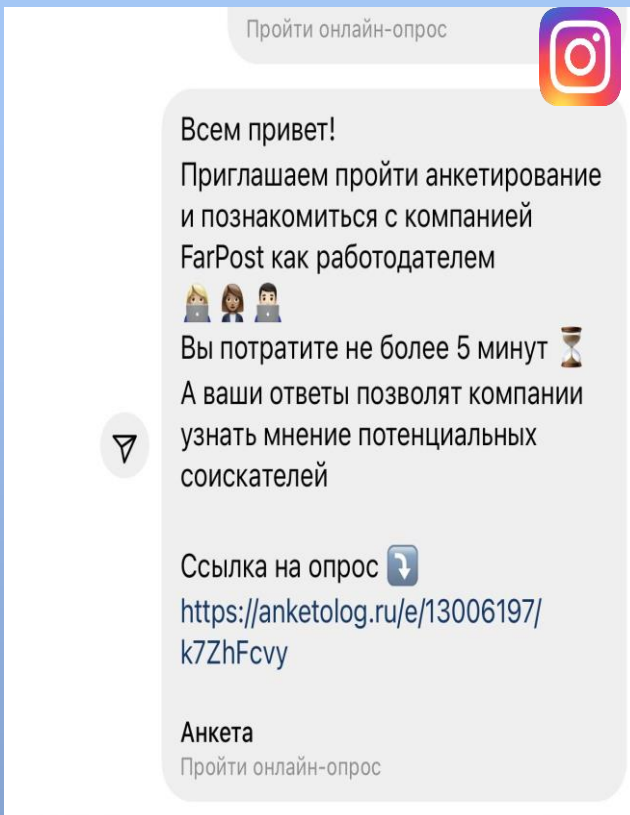 Пройти онлайн-опрос
Всем привет!
Приглашаем пройти анкетирование
и познакомиться с компанией
FarPost как работодателем
👩🏼‍💻👩🏽‍💼👨🏻‍💻
Вы потратите не более 5 минут ⏳
А ваши ответы позволят компании
узнать мнение потенциальных
соискателей
Ссылка на опрос ⤵️
https://anketolog.ru/e/13006197/
k7ZhFcvy
Анкета
Пройти онлайн-опрос